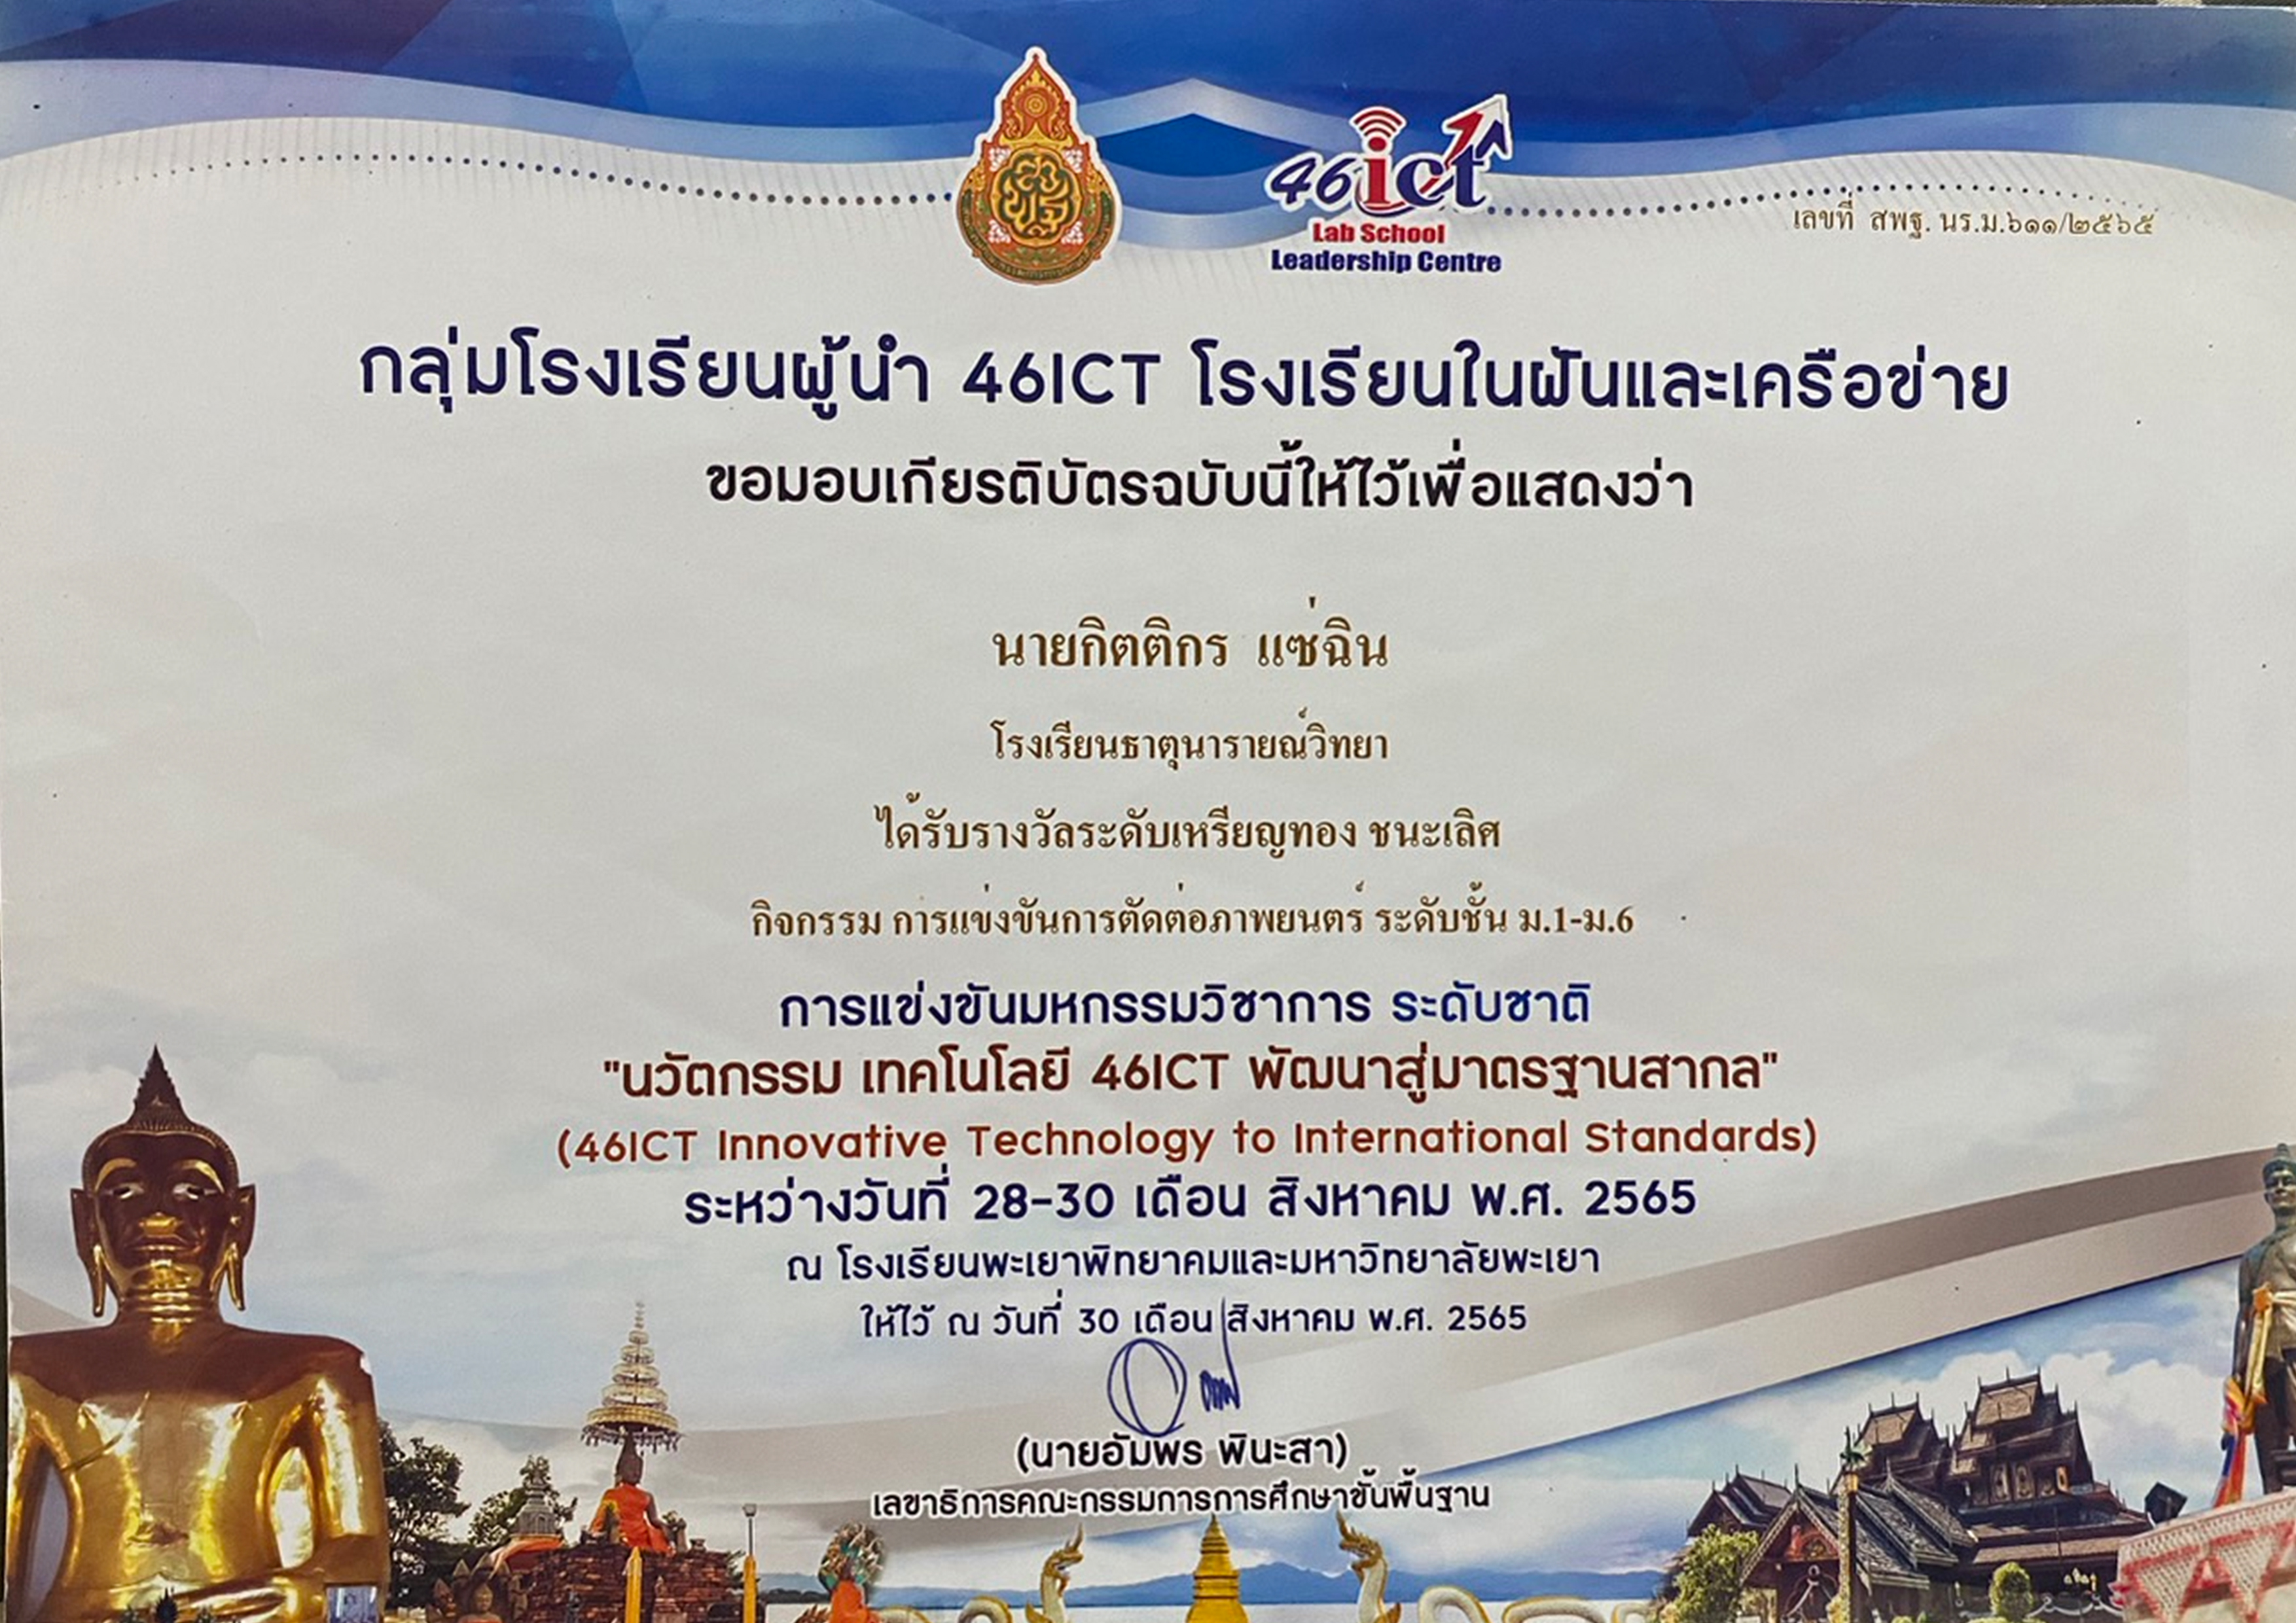 46ict
Lab School
Leadership Centre
เลขที่ สพฐ. นร.ม.๖๑๑/๒๕๖๕
กลุ่มโรงเรียนผู้นำ 46ICT โรงเรียนในฝันและเครือข่าย
ขอมอบเกียรติบัตรฉบับนี้ให้ไว้เพื่อแสดงว่า
นายกิตติกร แซ่ฉิน
โรงเรียนธาตุนารายณ์วิทยา
ได้รับรางวัลระดับเหรียญทอง ชนะเลิศ
กิจกรรม การแข่งขันการตัดต่อภาพยนตร์ ระดับชั้น ม.1-ม.6
การแข่งขันมหกรรมวิชาการ ระดับชาติ
"นวัตกรรม เทคโนโลยี 46ICT พัฒนาสู่มาตรฐานสากล"
(46ICT Innovative Technology to International Standards)
ระหว่างวันที่ 28-30 เดือน สิงหาคม พ.ศ. 2565
ณ โรงเรียนพะเยาพิทยาคมและมหาวิทยาลัยพะเยา
ให้ไว้ ณ วันที่ 30 เดือน สิงหาคม พ.ศ. 2565
(นายอัมพร พินะสา)
เลขาธิการคณะกรรมการการศึกษาขั้นพื้นฐาน